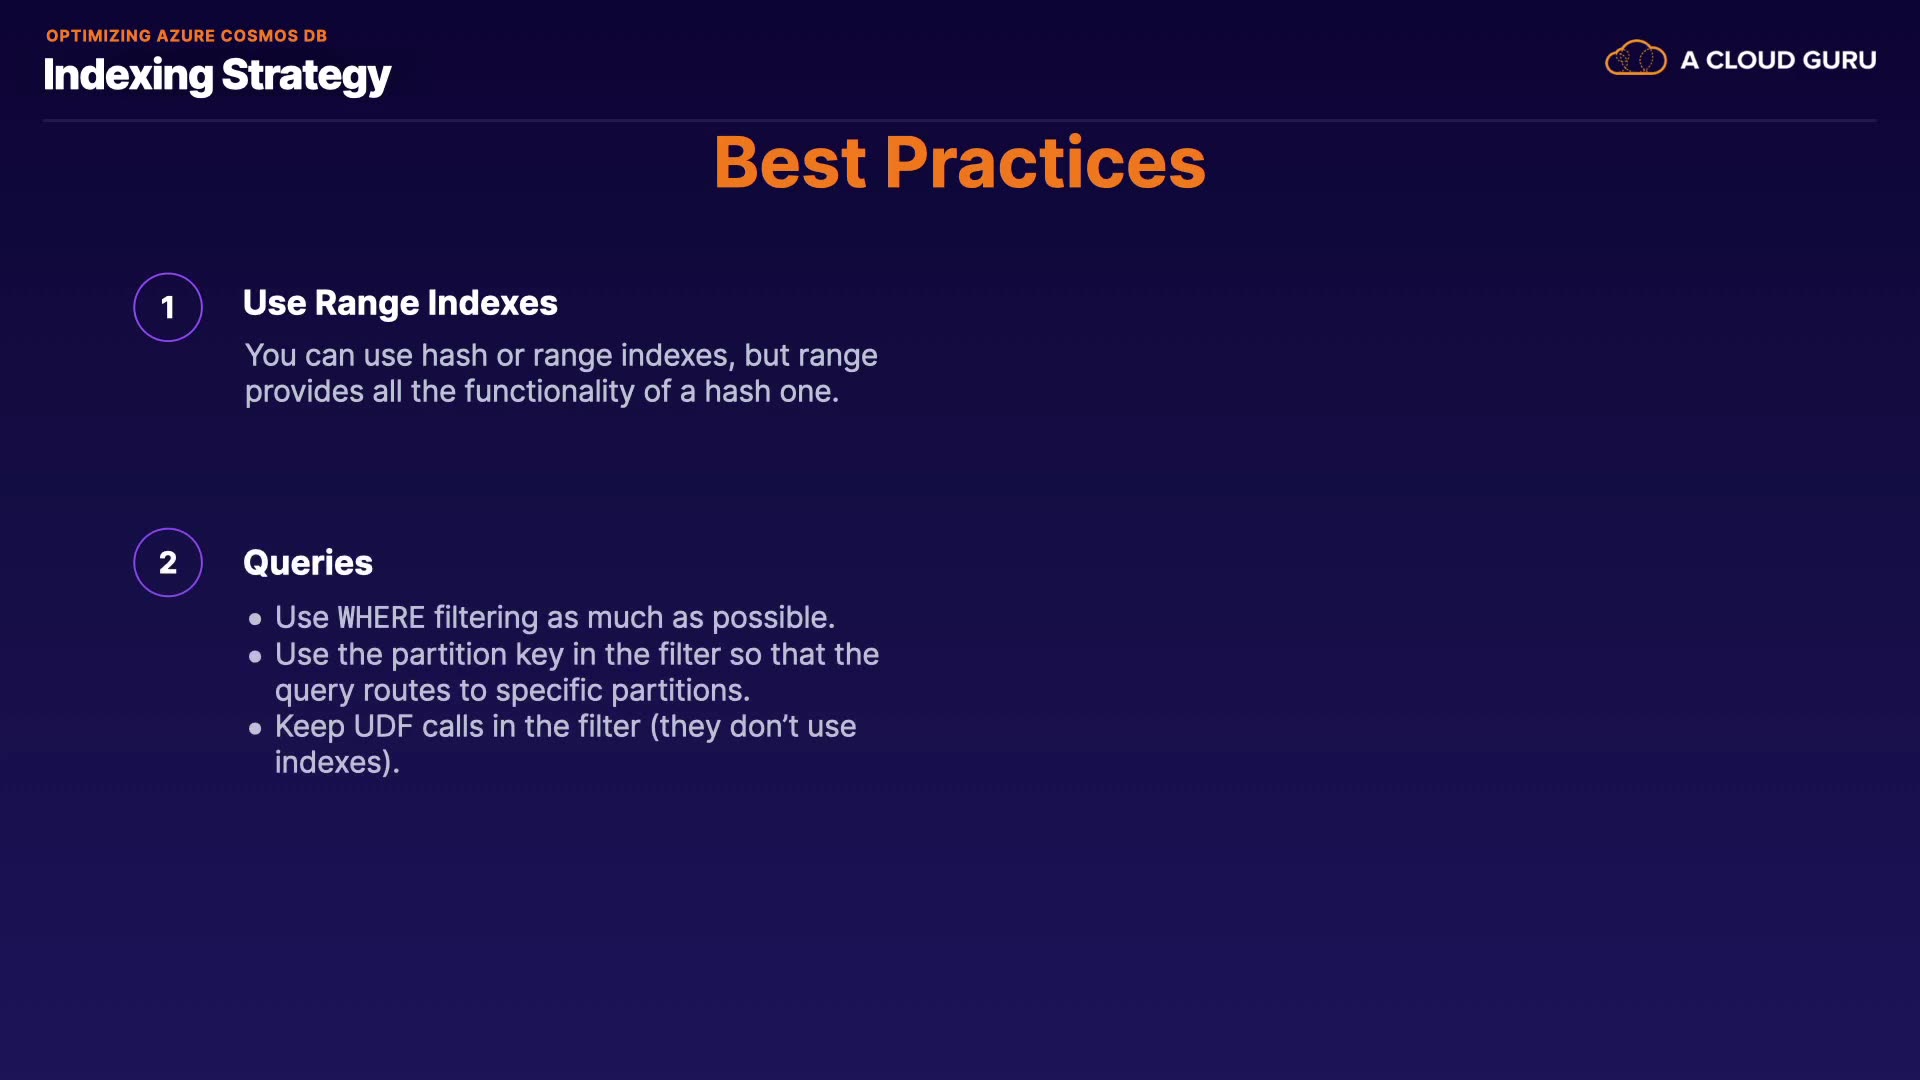 OPTIMIZING AZURE COSMOS DB
Indexing Strategy
A CLOUD GURU
Best Practices
1
Use Range Indexes
You can use hash or range indexes, but range
provides all the functionality of a hash one.
2
Queries
• Use WHERE filtering as much as possible.
• Use the partition key in the filter so that the
query routes to specific partitions.
• Keep UDF calls in the filter (they don’t use
indexes).